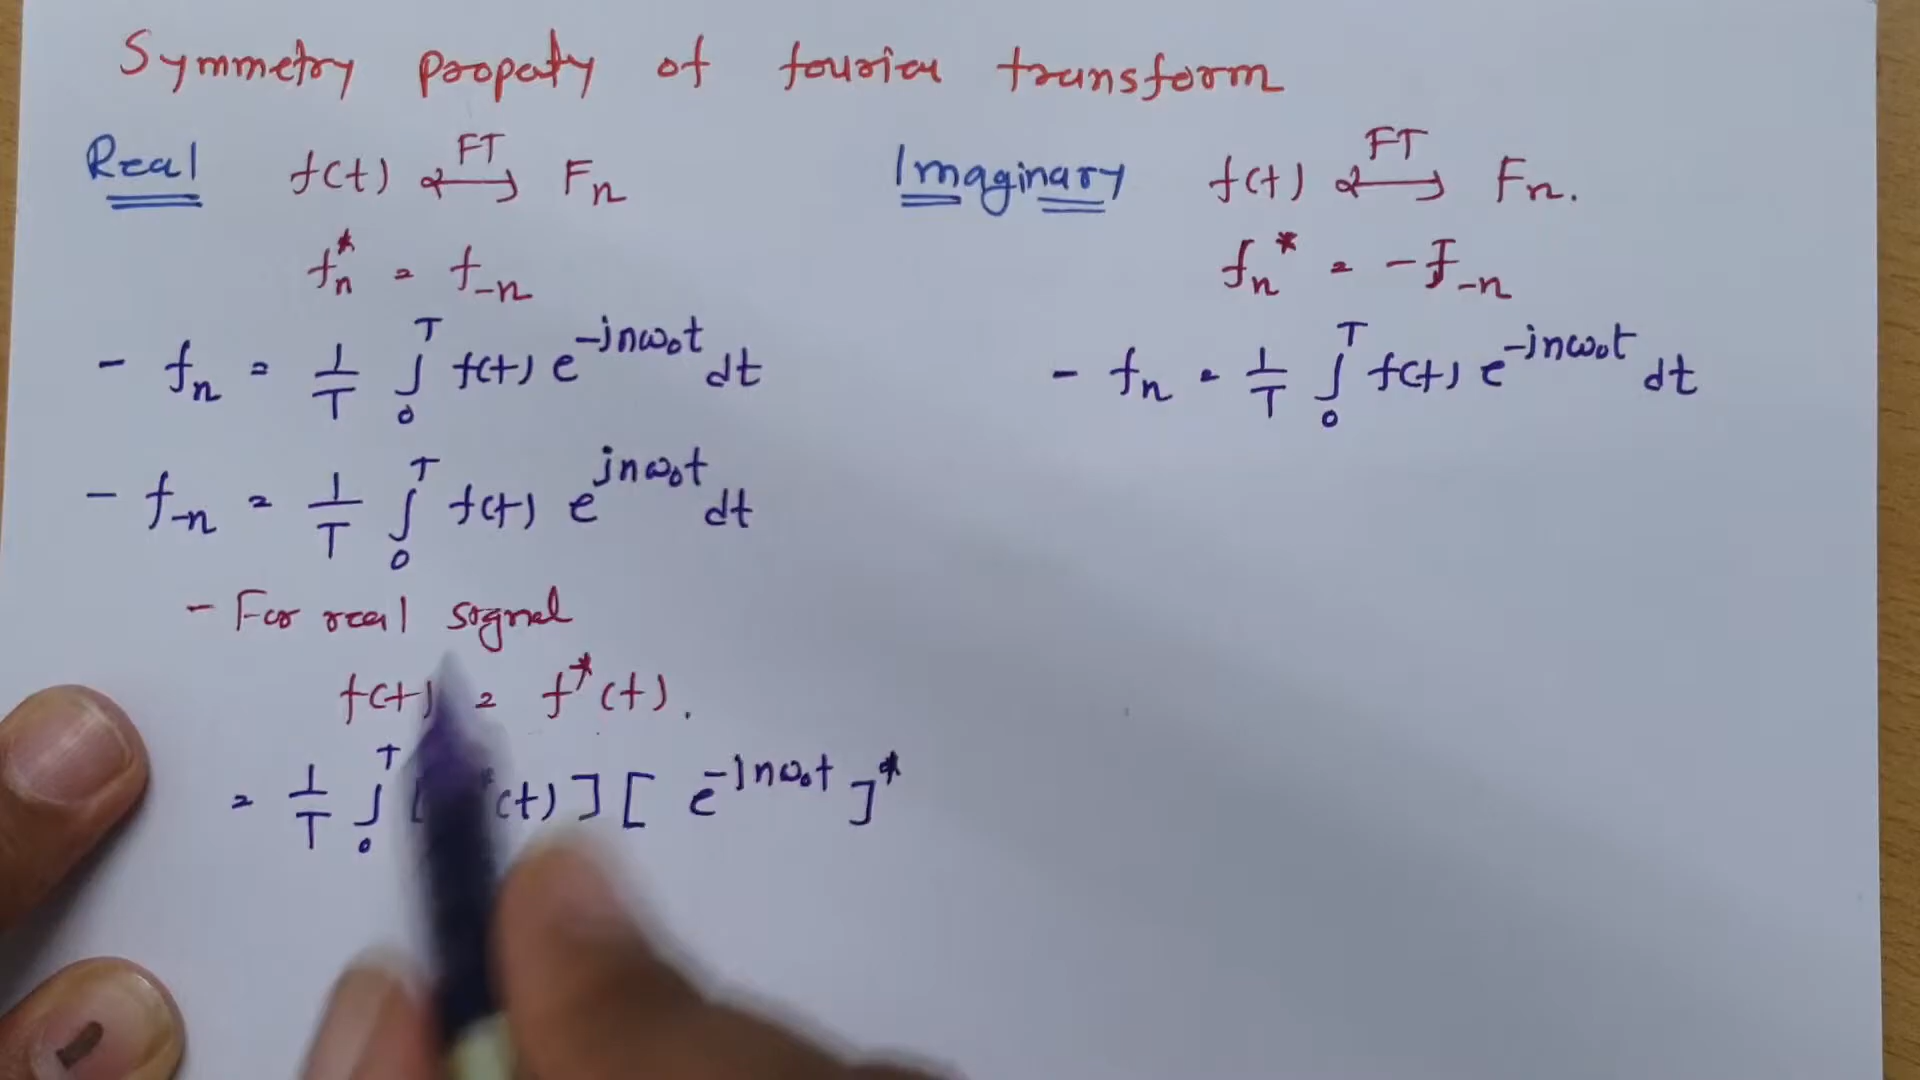 Symmetry propaty of fourier transform
Real f(t) ⟷ FT Fn
fn* = f-n
- fn = 1/T ∫₀ᵀ f(t) e^-jnω₀t dt
- f-n = 1/T ∫₀ᵀ f(t) e^jnω₀t dt
- For real signal
f(t) = f*(t).
= 1/T ∫₀ᵀ [ (t) ] [ e^-jnω₀t ]*
Imaginary f(t) ⟷ FT Fn.
fn* = -F-n
- fn = 1/T ∫₀ᵀ f(t) e^-jnω₀t dt